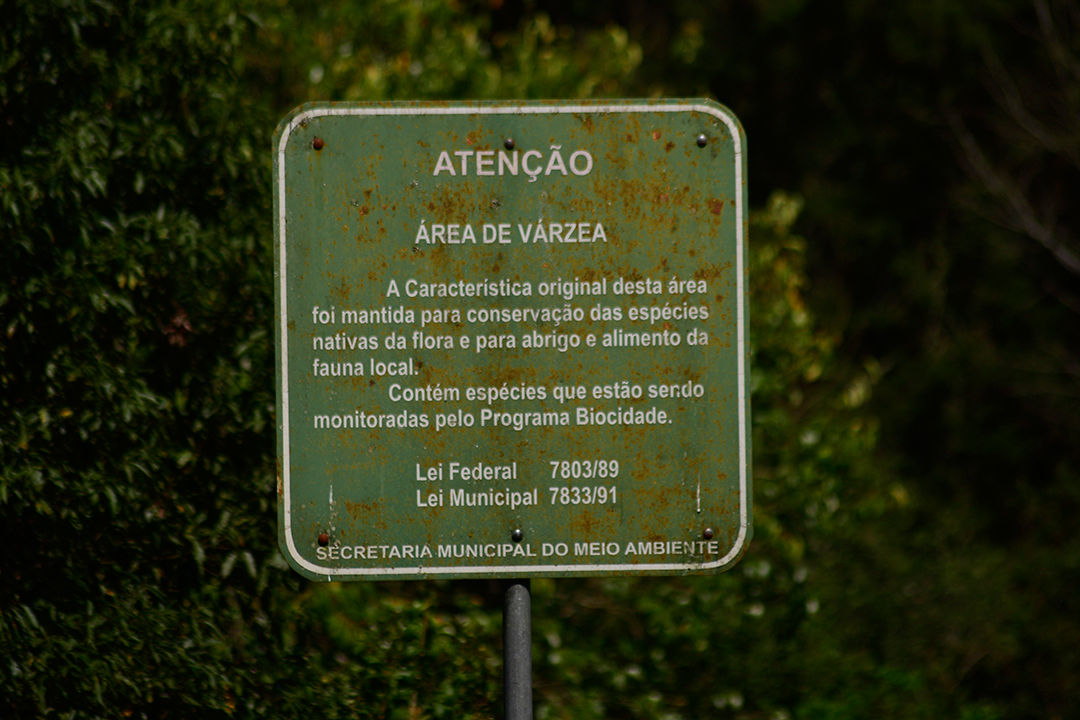 ATENÇÃO
ÁREA DE VÁRZEA
A Característica original desta área
foi mantida para conservação das espécies
nativas da flora e para abrigo e alimento da
fauna local.
Contém espécies que estão sendo
monitoradas pelo Programa Biocidade.
Lei Federal 7803/89
Lei Municipal 7833/91
SECRETARIA MUNICIPAL DO MEIO AMBIENTE